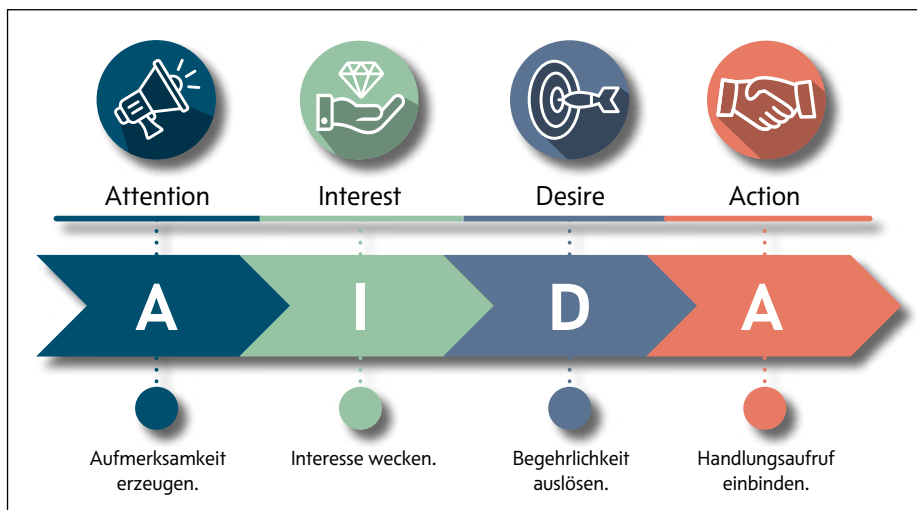 Attention
Interest
Desire
Action
A
I
D
A
Aufmerksamkeit
erzeugen.
Interesse wecken.
Begehrlichkeit
auslösen.
Handlungsaufruf
einbinden.